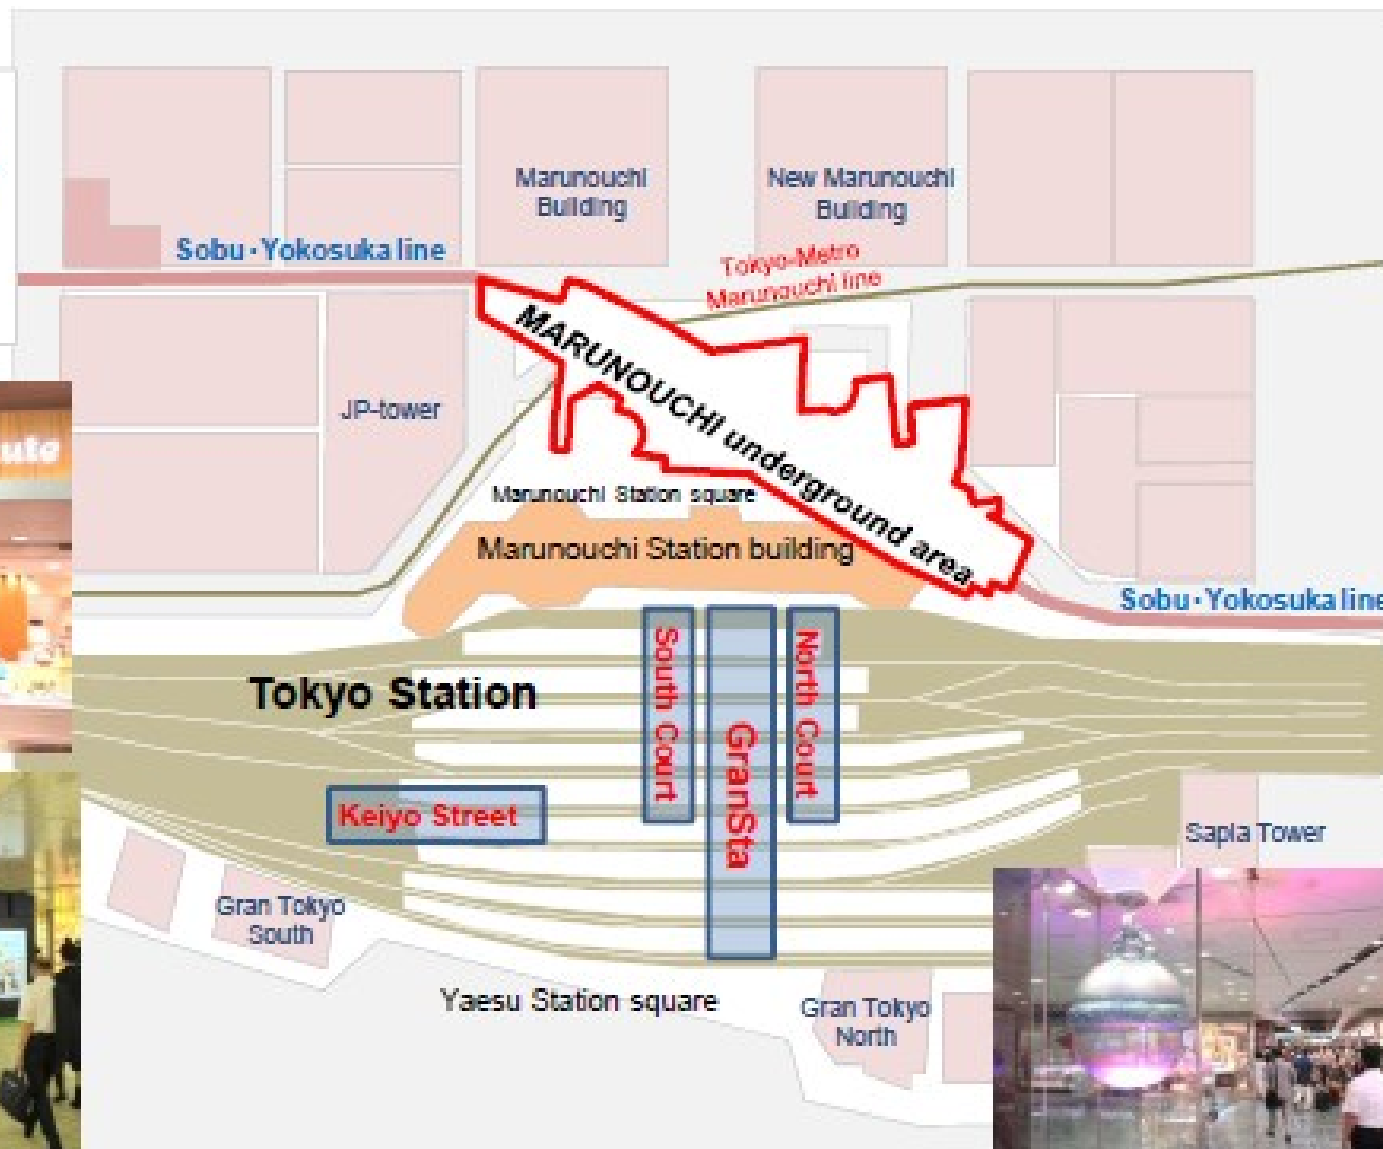 Marunouchi
Building
New Marunouchi
Building
Sobu・Yokosuka line
Tokyo-Metro
Marunouchi line
MARUNOUCHI underground area
JP-tower
Marunouchi Station square
Marunouchi Station building
Sobu・Yokosuka line
Tokyo Station
South Court
GranSta
North Court
Keiyo Street
Sapia Tower
Gran Tokyo
South
Yaesu Station square
Gran Tokyo
North